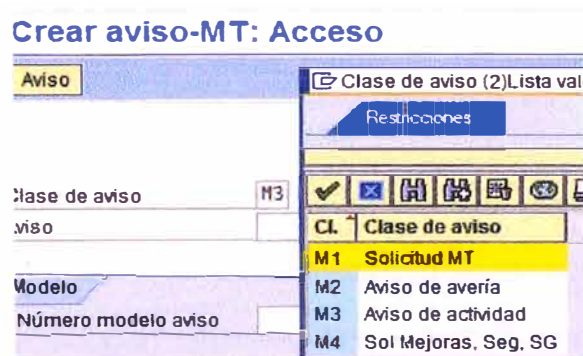 Crear aviso-MT: Acceso
Aviso
Clase de aviso (2)Lista val
Restricciones
Clase de aviso M3
Aviso
Modelo
Número modelo aviso
Cl. Clase de aviso
M1 Solicitud MT
M2 Aviso de avería
M3 Aviso de actividad
M4 Sol Mejoras, Seg, SG